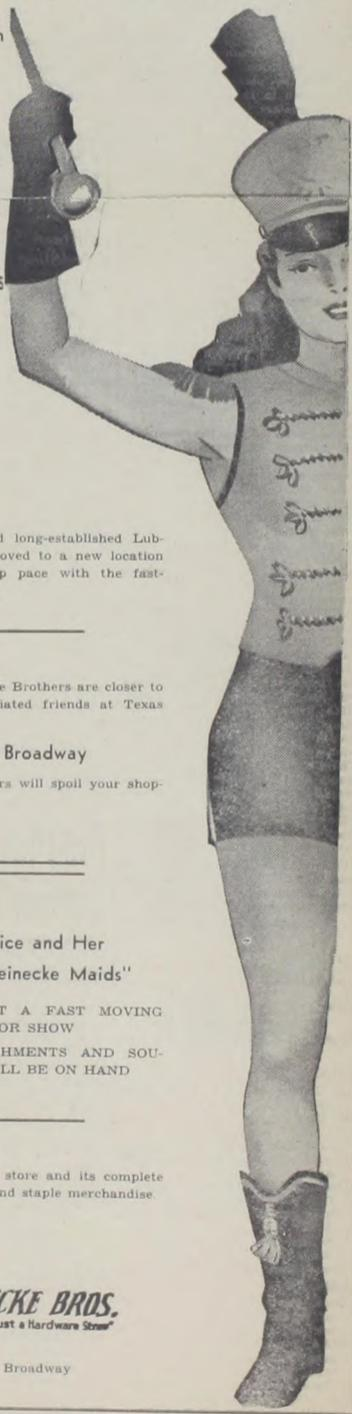 n
s
d long-established Lub-
oved to a new location
p pace with the fast-
e Brothers are closer to
iated friends at Texas
Broadway
rs will spoil your shop-
ice and Her
einecke Maids"
T A FAST MOVING
OR SHOW
HMENTS AND SOU-
LL BE ON HAND
store and its complete
nd staple merchandise.
CKE BROS.
ust a Hardware Store"
Broadway